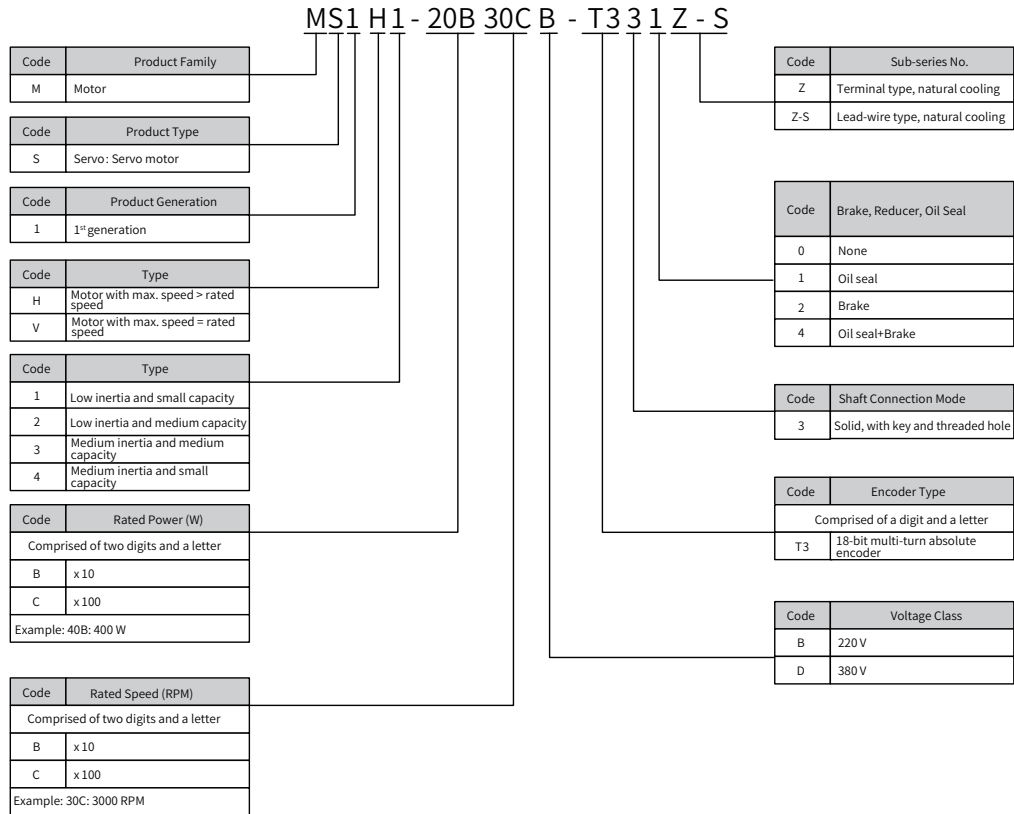 MS1H1-20B30CB-T331Z-S
Code Product Family
M Motor
Code Product Type
S Servo: Servo motor
Code Product Generation
1 1st generation
Code Type
H Motor with max. speed > rated
speed
V Motor with max. speed = rated
speed
Code Type
1 Low inertia and small capacity
2 Low inertia and medium capacity
3 Medium inertia and medium
capacity
4 Medium inertia and small
capacity
Code Rated Power (W)
Comprised of two digits and a letter
B x 10
C x 100
Example: 40B: 400 W
Code Rated Speed (RPM)
Comprised of two digits and a letter
B x 10
C x 100
Example: 30C: 3000 RPM
Code Sub-series No.
Z Terminal type, natural cooling
Z-S Lead-wire type, natural cooling
Code Brake, Reducer, Oil Seal
0 None
1 Oil seal
2 Brake
4 Oil seal+Brake
Code Shaft Connection Mode
3 Solid, with key and threaded hole
Code Encoder Type
Comprised of a digit and a letter
T3 18-bit multi-turn absolute
encoder
Code Voltage Class
B 220 V
D 380 V